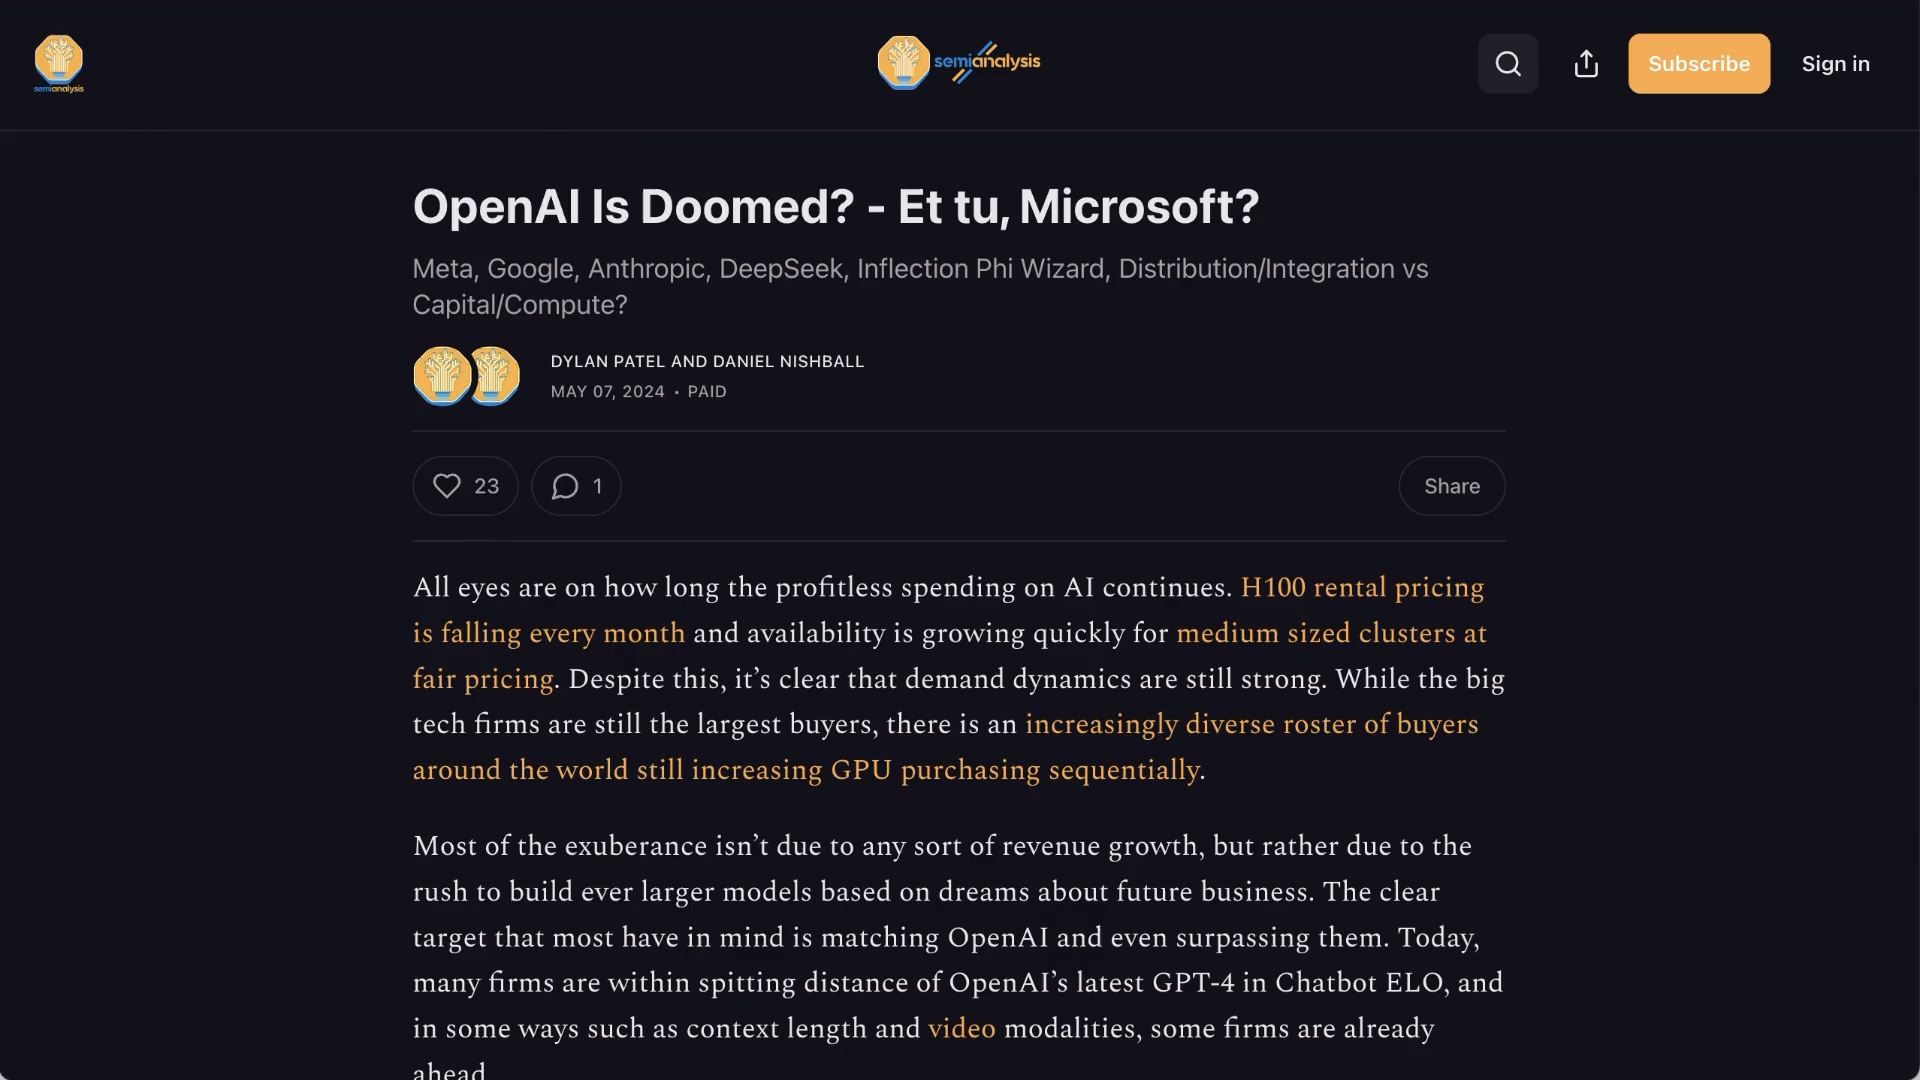 semianalysis
semianalysis
Subscribe
Sign in
OpenAI Is Doomed? - Et tu, Microsoft?
Meta, Google, Anthropic, DeepSeek, Inflection Phi Wizard, Distribution/Integration vs
Capital/Compute?
DYLAN PATEL AND DANIEL NISHBALL
MAY 07, 2024 · PAID
23
1
Share
All eyes are on how long the profitless spending on AI continues. H100 rental pricing
is falling every month and availability is growing quickly for medium sized clusters at
fair pricing. Despite this, it’s clear that demand dynamics are still strong. While the big
tech firms are still the largest buyers, there is an increasingly diverse roster of buyers
around the world still increasing GPU purchasing sequentially.
Most of the exuberance isn’t due to any sort of revenue growth, but rather due to the
rush to build ever larger models based on dreams about future business. The clear
target that most have in mind is matching OpenAI and even surpassing them. Today,
many firms are within spitting distance of OpenAI’s latest GPT-4 in Chatbot ELO, and
in some ways such as context length and video modalities, some firms are already
ahead.